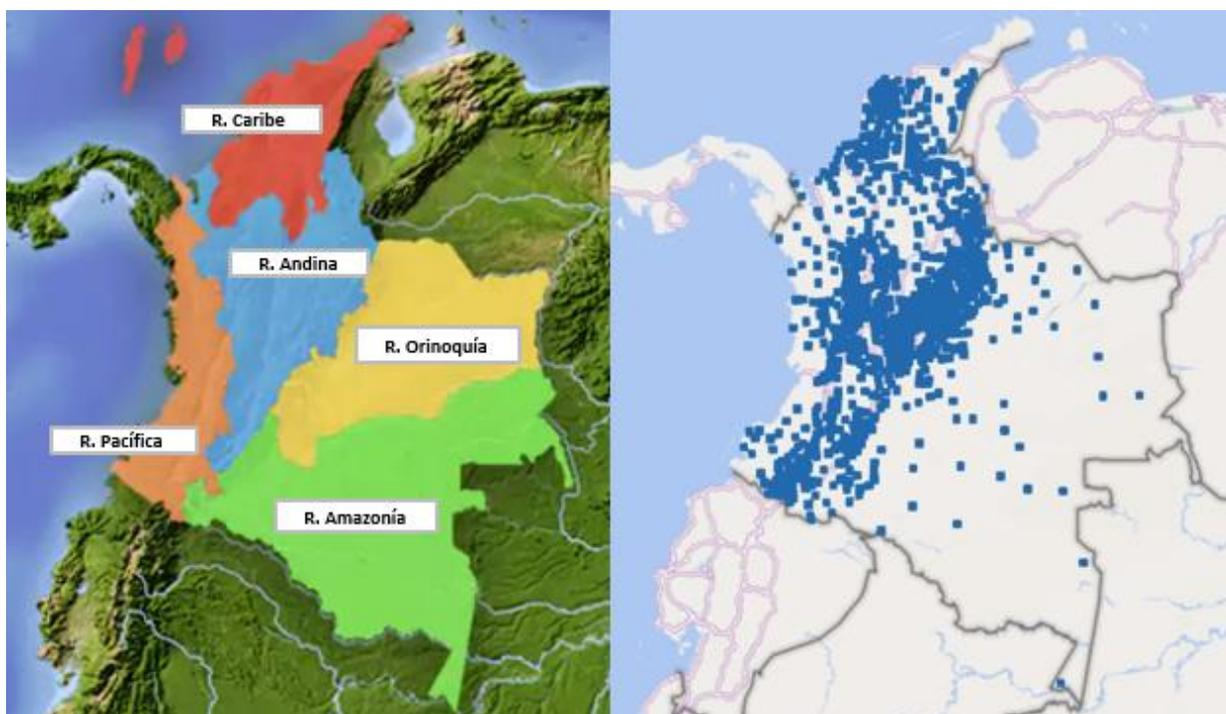 R. Caribe
R. Andina
R. Orinoquía
R. Pacífica
R. Amazonía